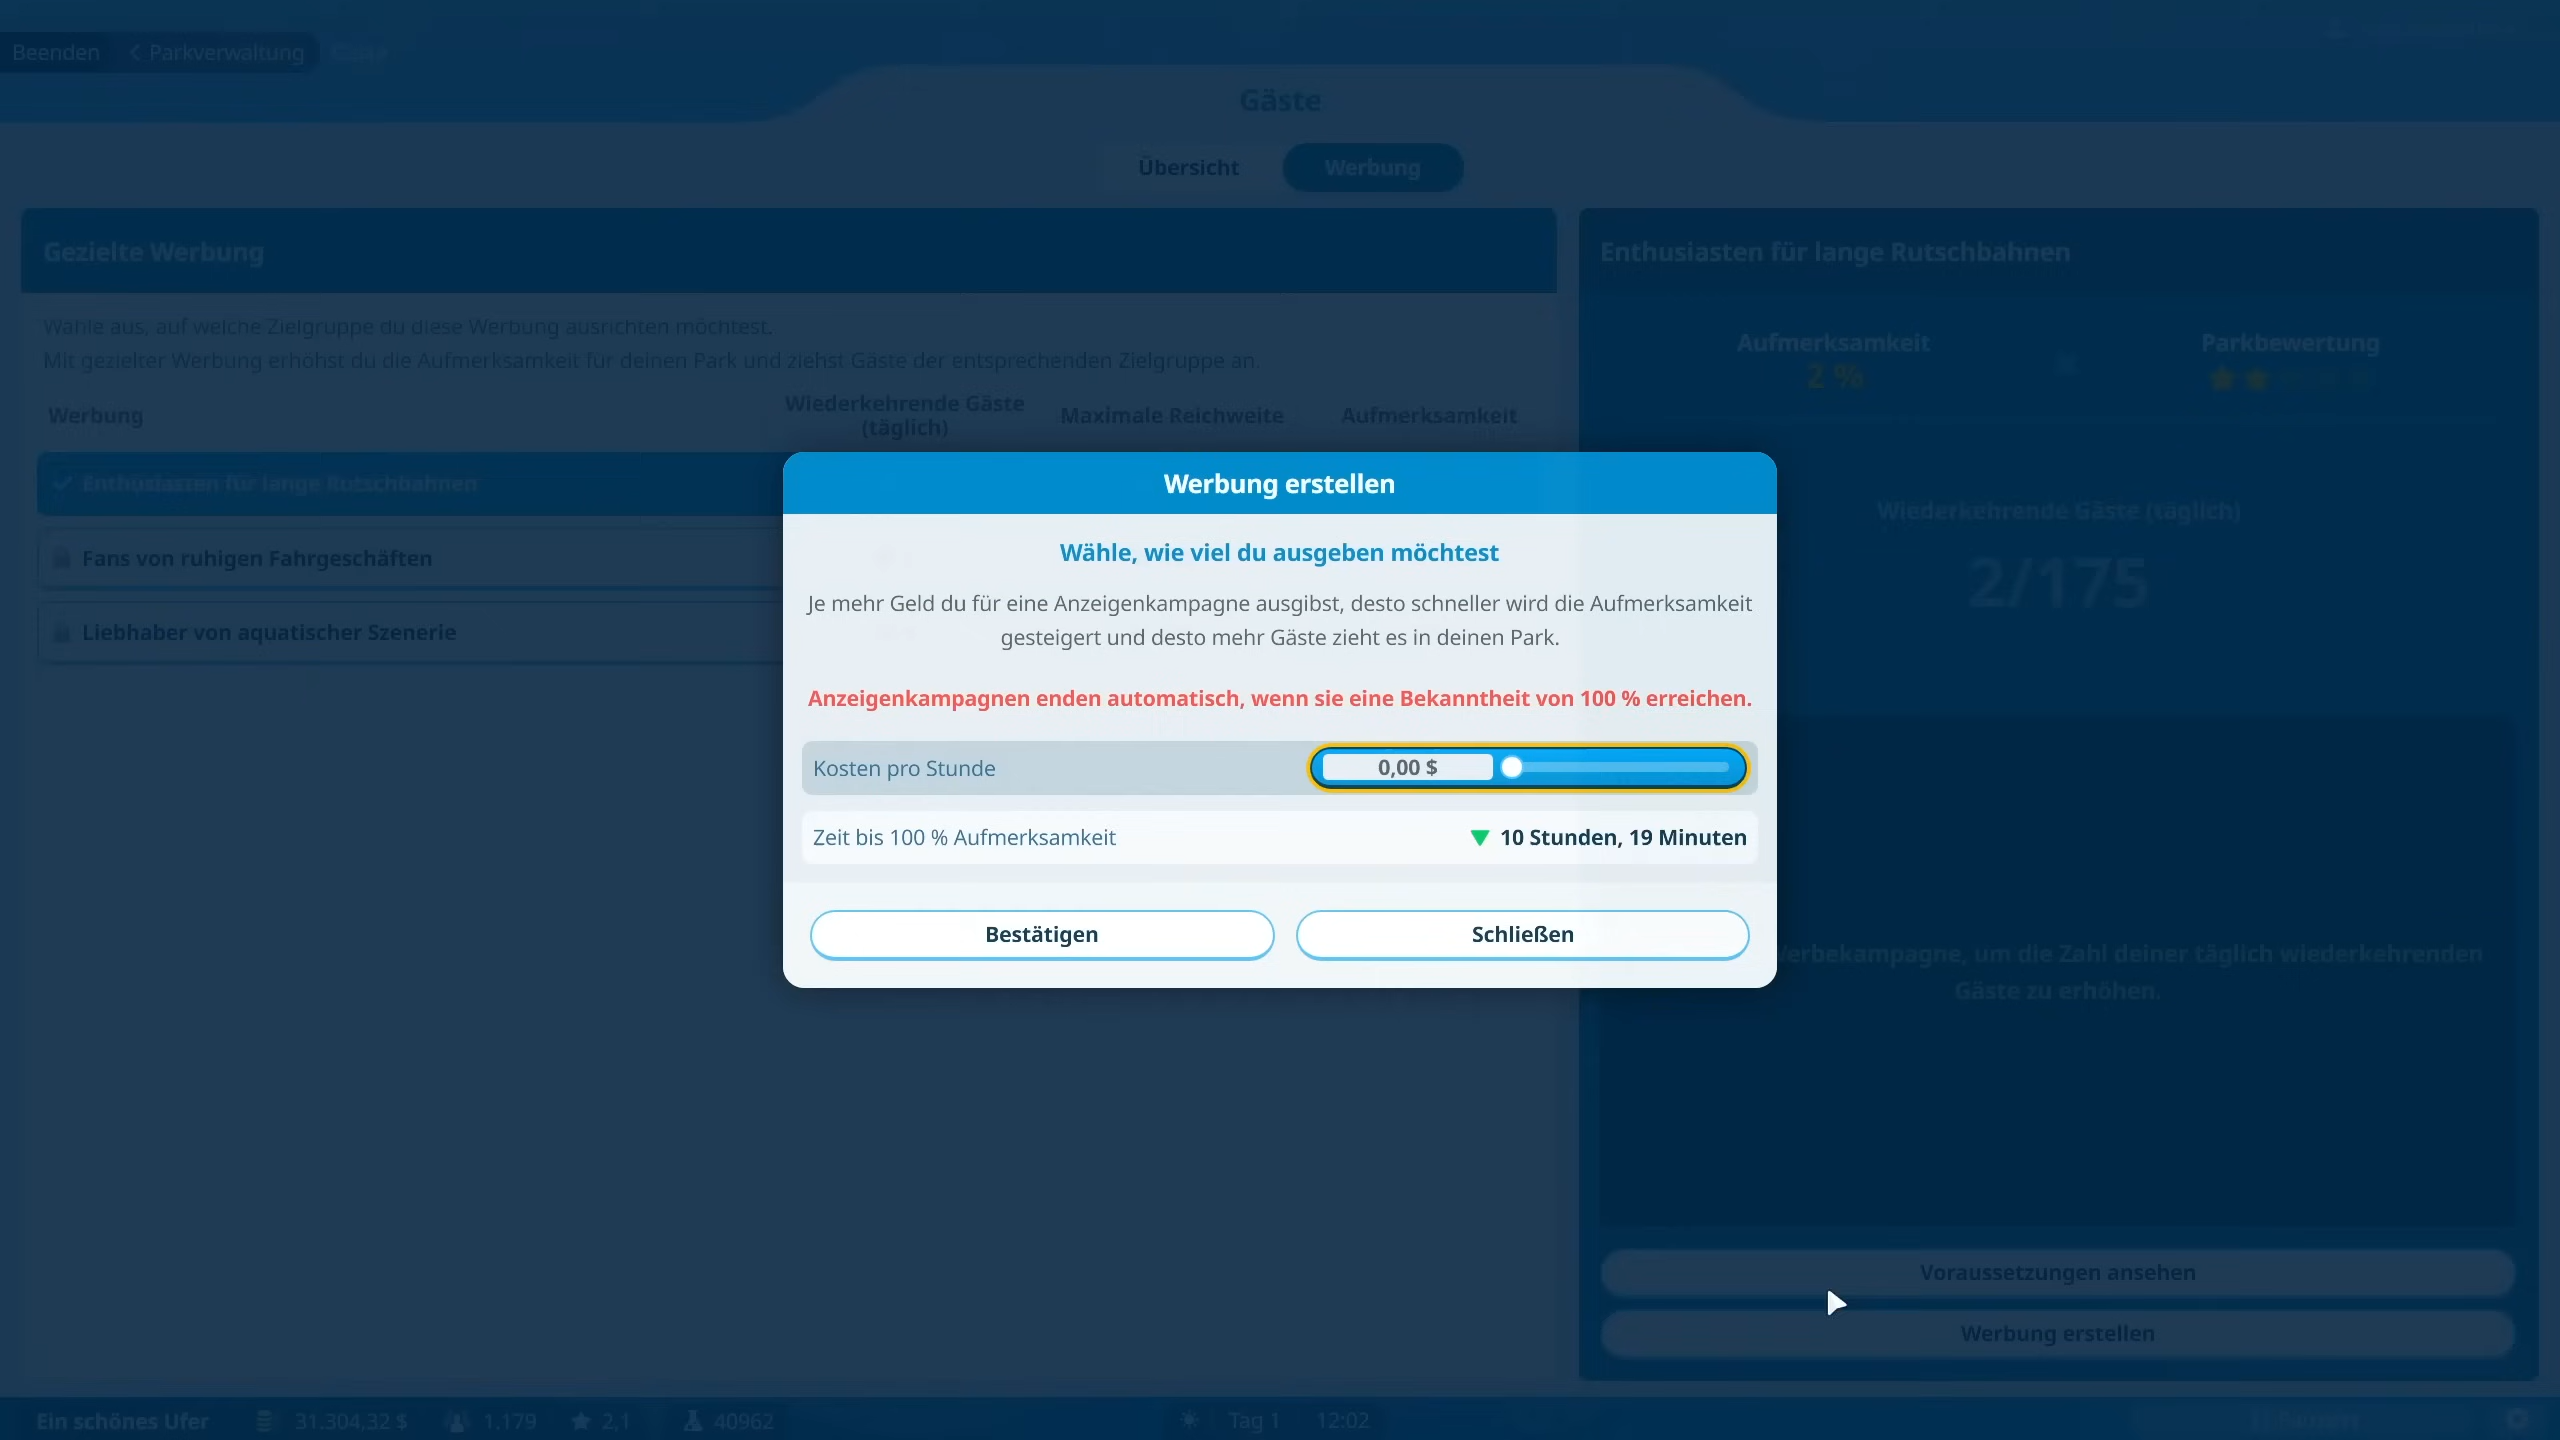 Beenden
Parkverwaltung
Gäste
Übersicht
Werbung
Gezielte Werbung
Wähle aus, auf welche Zielgruppe du diese Werbung ausrichten möchtest.
Mit gezielter Werbung erhöhst du die Aufmerksamkeit für deinen Park und ziehst Gäste der entsprechenden Zielgruppe an.
Werbung
Wiederkehrende Gäste
(täglich)
Maximale Reichweite
Aufmerksamkeit
Enthusiasten für lange Rutschbahnen
Fans von ruhigen Fahrgeschäften
Liebhaber von aquatischer Szenerie
Enthusiasten für lange Rutschbahnen
Aufmerksamkeit
2 %
Parkbewertung
Wiederkehrende Gäste (täglich)
2/175
Werbung erstellen
Wähle, wie viel du ausgeben möchtest
Je mehr Geld du für eine Anzeigenkampagne ausgibst, desto schneller wird die Aufmerksamkeit
gesteigert und desto mehr Gäste zieht es in deinen Park.
Anzeigenkampagnen enden automatisch, wenn sie eine Bekanntheit von 100 % erreichen.
Kosten pro Stunde
0,00 $
Zeit bis 100 % Aufmerksamkeit
10 Stunden, 19 Minuten
Bestätigen
Schließen
Werbekampagne, um die Zahl deiner täglich wiederkehrenden
Gäste zu erhöhen.
Voraussetzungen ansehen
Werbung erstellen
Ein schönes Ufer
31.304,32 $
1.179
2,1
40962
Tag 1
12:02